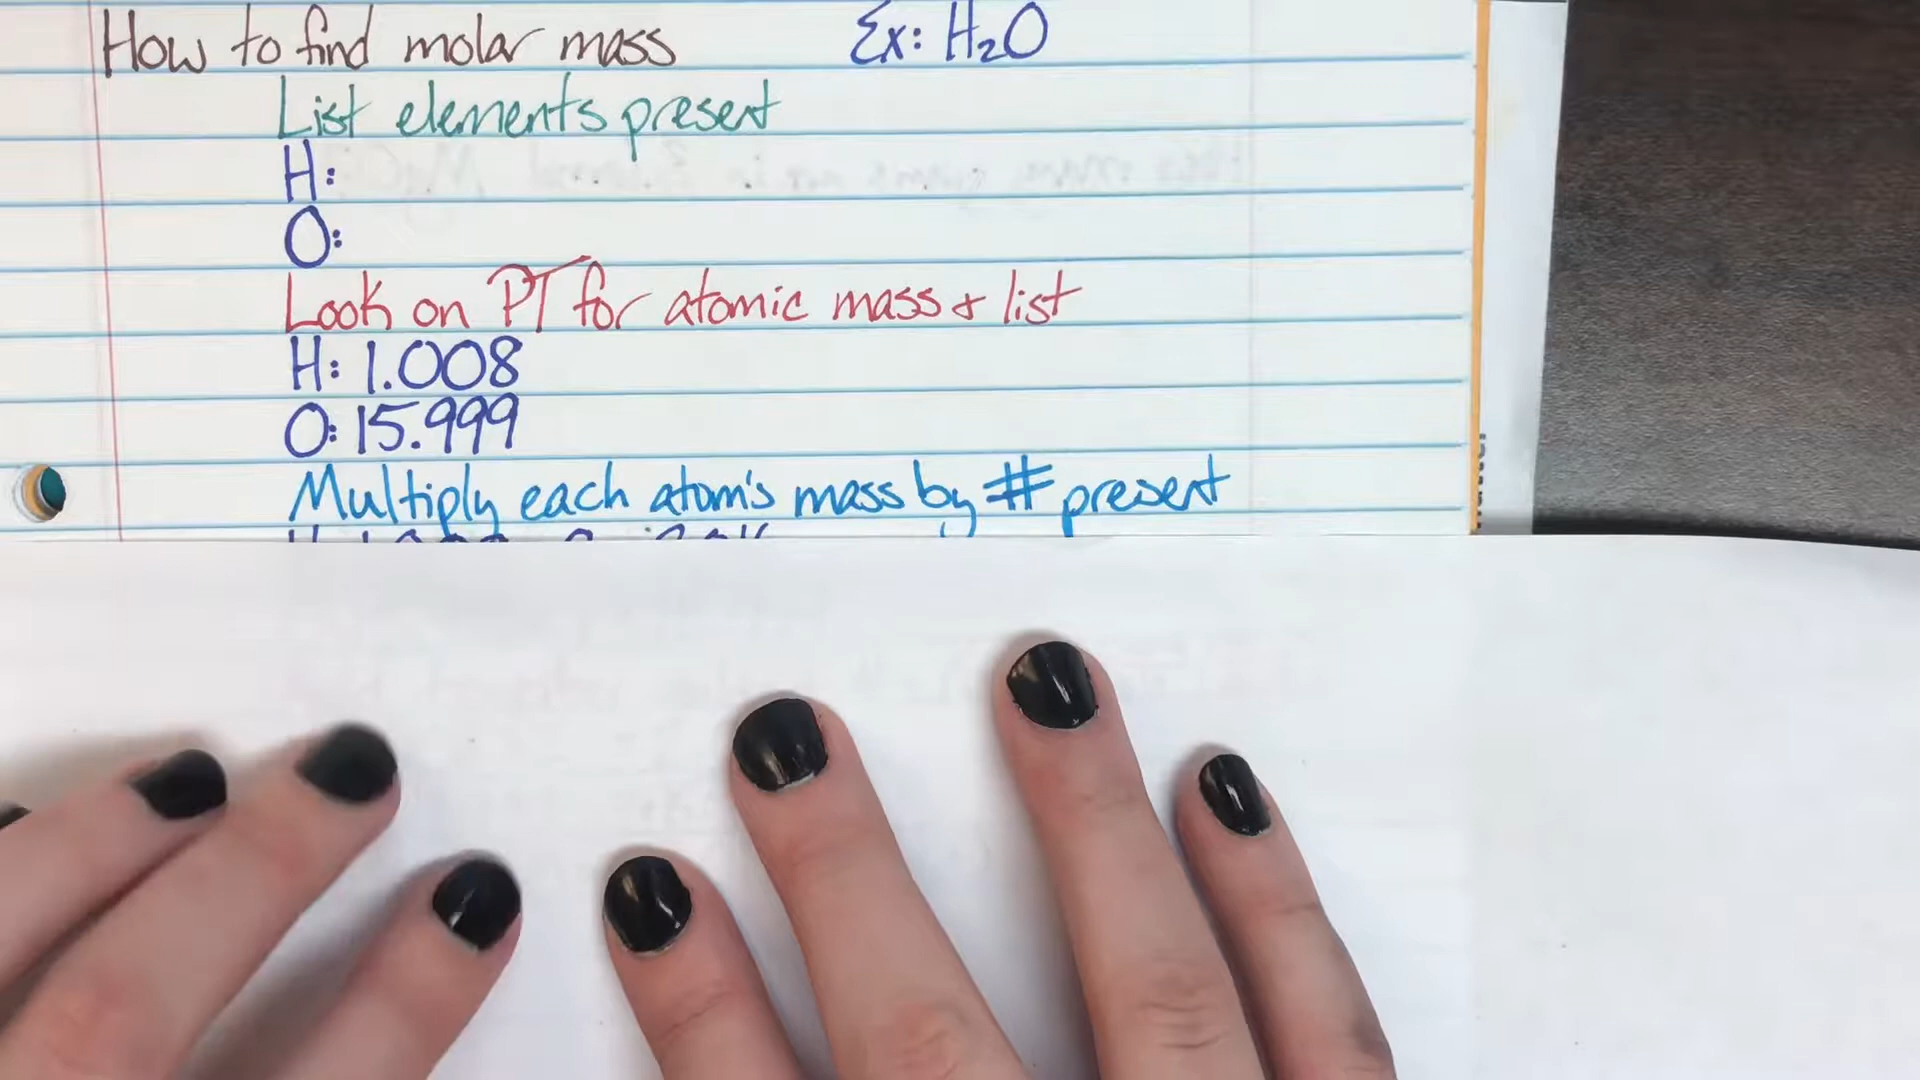 How to find molar mass Ex: H₂O
List elements present
H:
O:
Look on PT for atomic mass & list
H: 1.008
O: 15.999
Multiply each atom's mass by # present